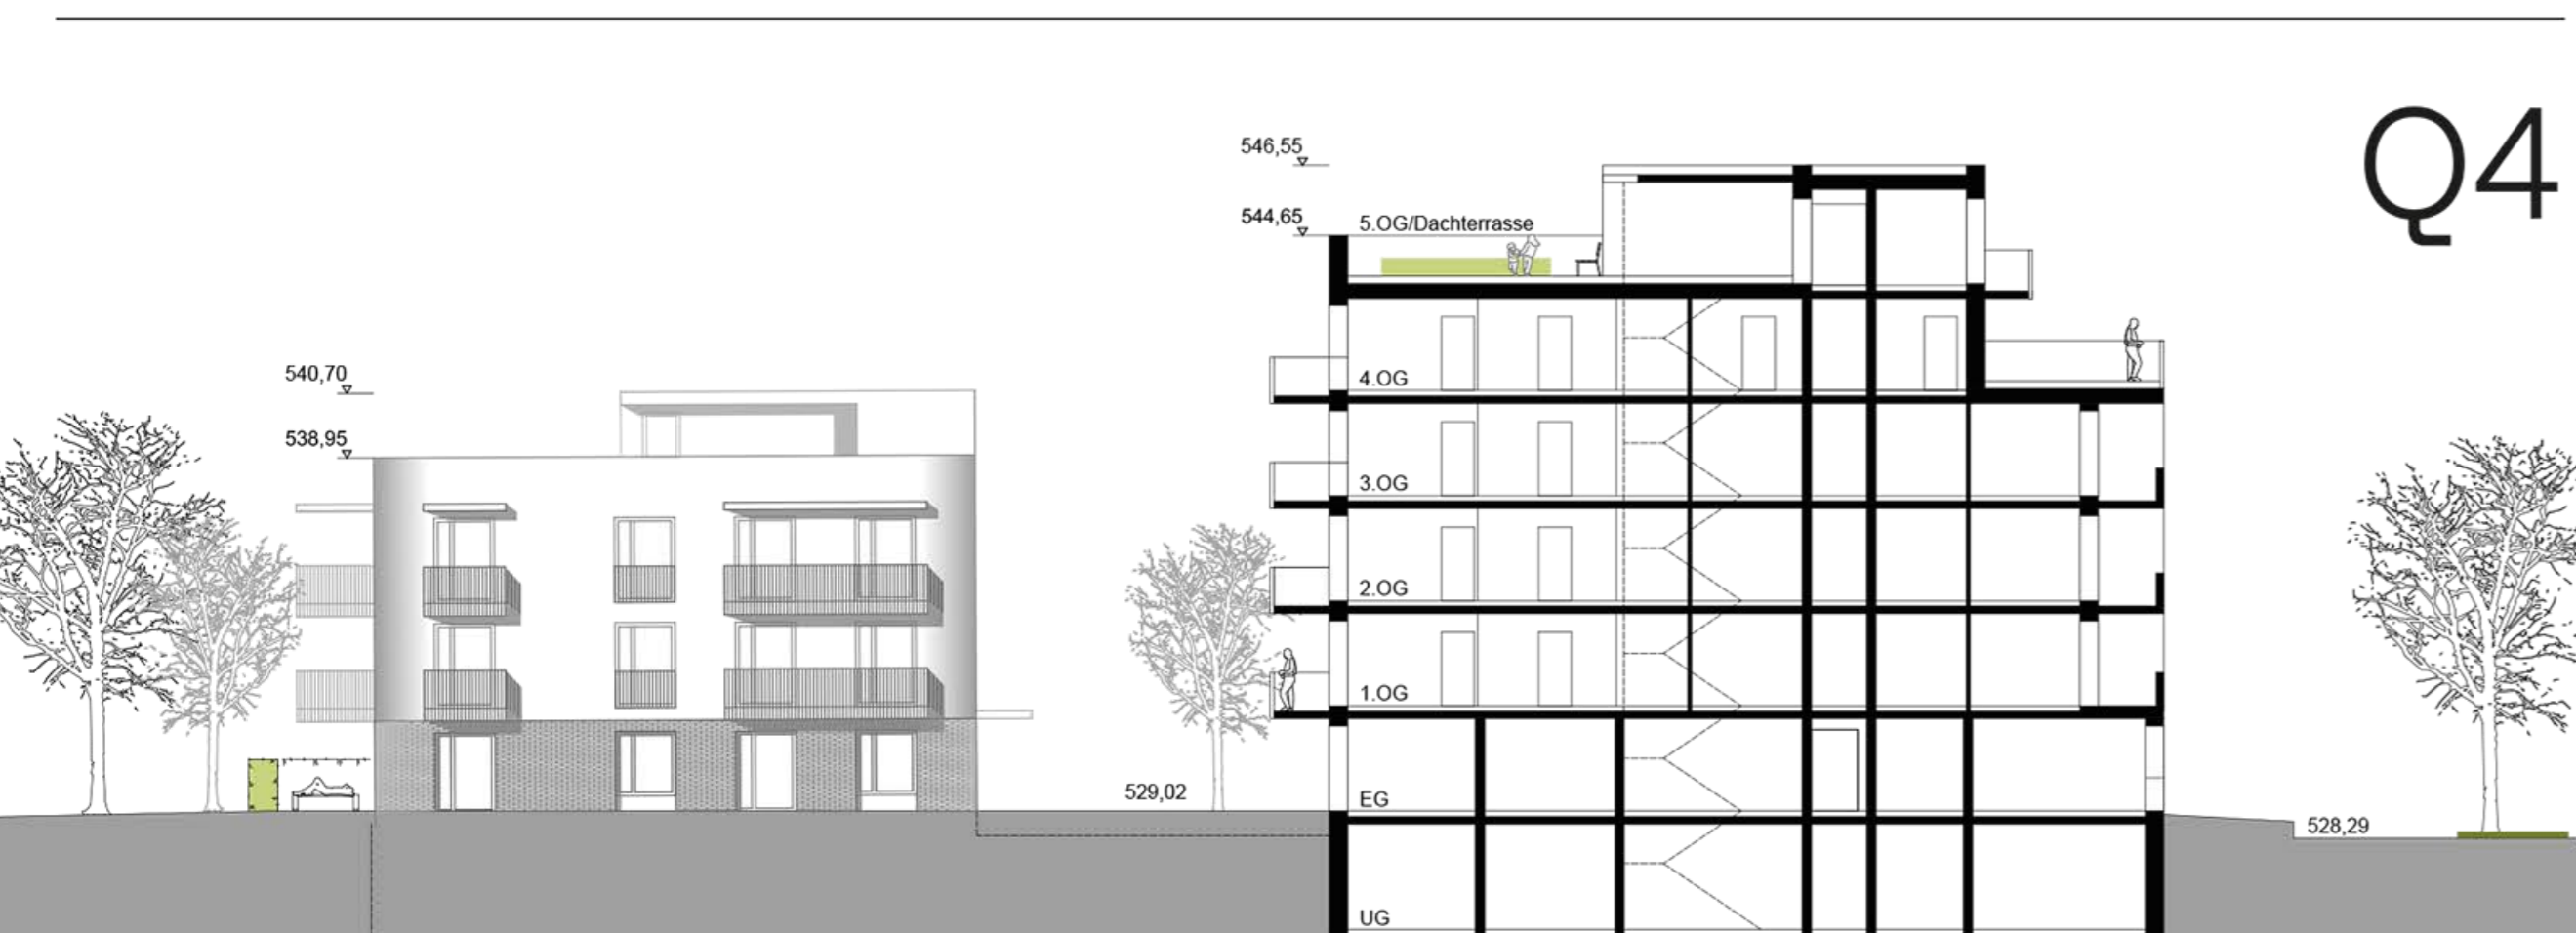 Q4
546,55
544,65
5.OG/Dachterrasse
540,70
4.OG
538,95
3.OG
2.OG
1.OG
529,02
EG
528,29
UG